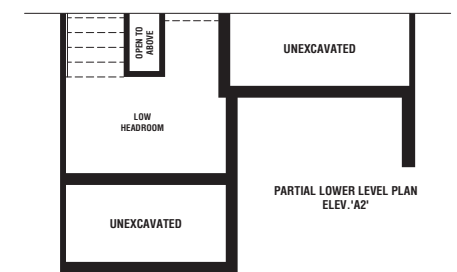 OPEN TO
ABOVE
UNEXCAVATED
LOW
HEADROOM
PARTIAL LOWER LEVEL PLAN
ELEV.'A2'
UNEXCAVATED